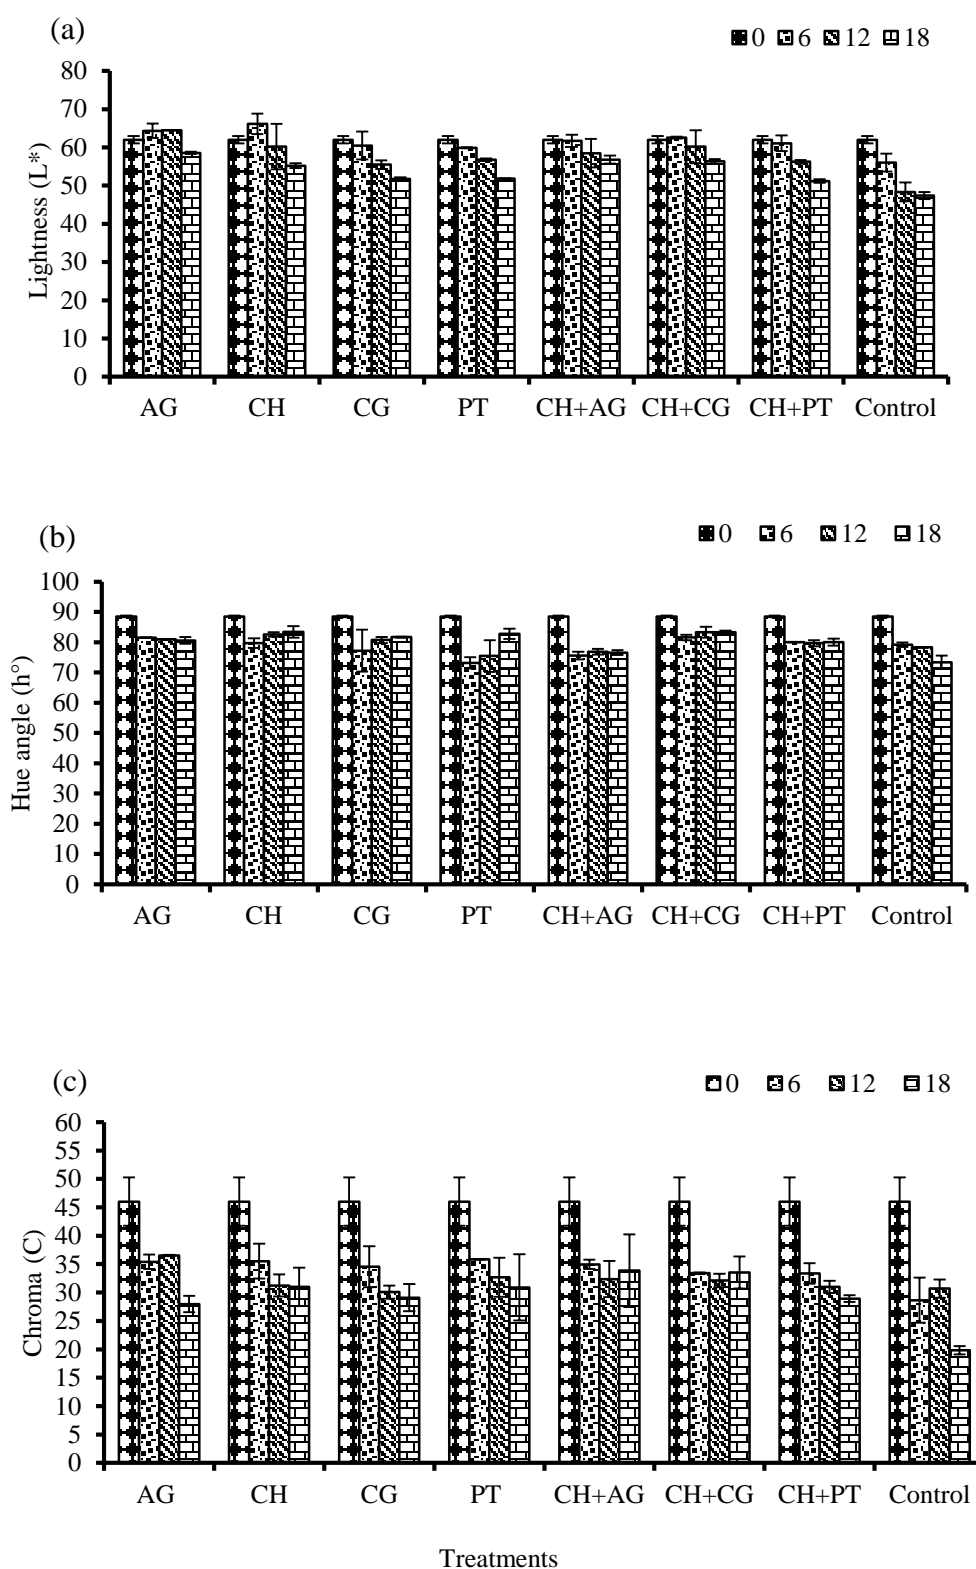 (a)
0 6 12 18
Lightness (L*)
80
70
60
50
40
30
20
10
0
AG CH CG PT CH+AG CH+CG CH+PT Control
(b)
0 6 12 18
Hue angle (h°)
100
90
80
70
60
50
40
30
20
10
0
AG CH CG PT CH+AG CH+CG CH+PT Control
(c)
0 6 12 18
Chroma (C)
60
55
50
45
40
35
30
25
20
15
10
5
0
AG CH CG PT CH+AG CH+CG CH+PT Control
Treatments